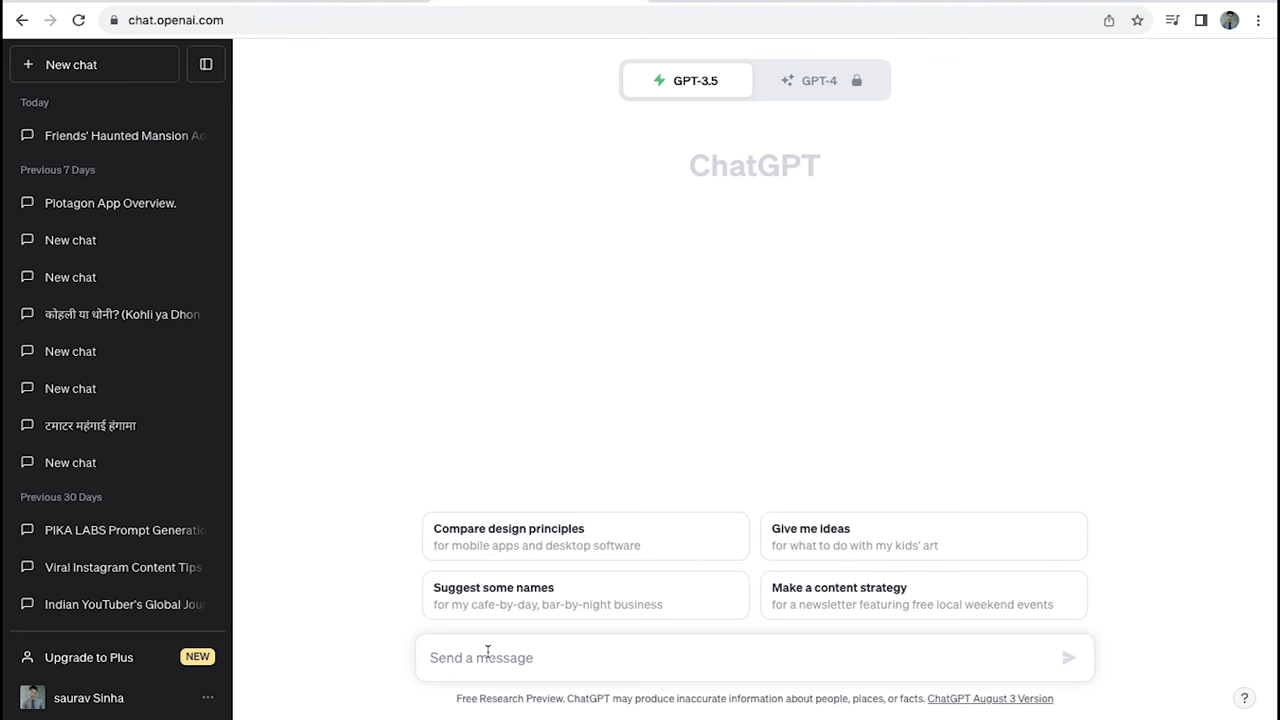 chat.openai.com
New chat
Today
Friends' Haunted Mansion Ad
Previous 7 Days
Plotagon App Overview.
New chat
New chat
कोहली या धोनी? (Kohli ya Dhon
New chat
New chat
टमाटर महंगाई हंगामा
New chat
Previous 30 Days
PIKA LABS Prompt Generatio
Viral Instagram Content Tips
Indian YouTuber's Global Jour
Upgrade to Plus NEW
saurav Sinha
GPT-3.5 GPT-4
ChatGPT
Compare design principles
for mobile apps and desktop software
Give me ideas
for what to do with my kids' art
Suggest some names
for my cafe-by-day, bar-by-night business
Make a content strategy
for a newsletter featuring free local weekend events
Send a message
Free Research Preview. ChatGPT may produce inaccurate information about people, places, or facts. ChatGPT August 3 Version
?